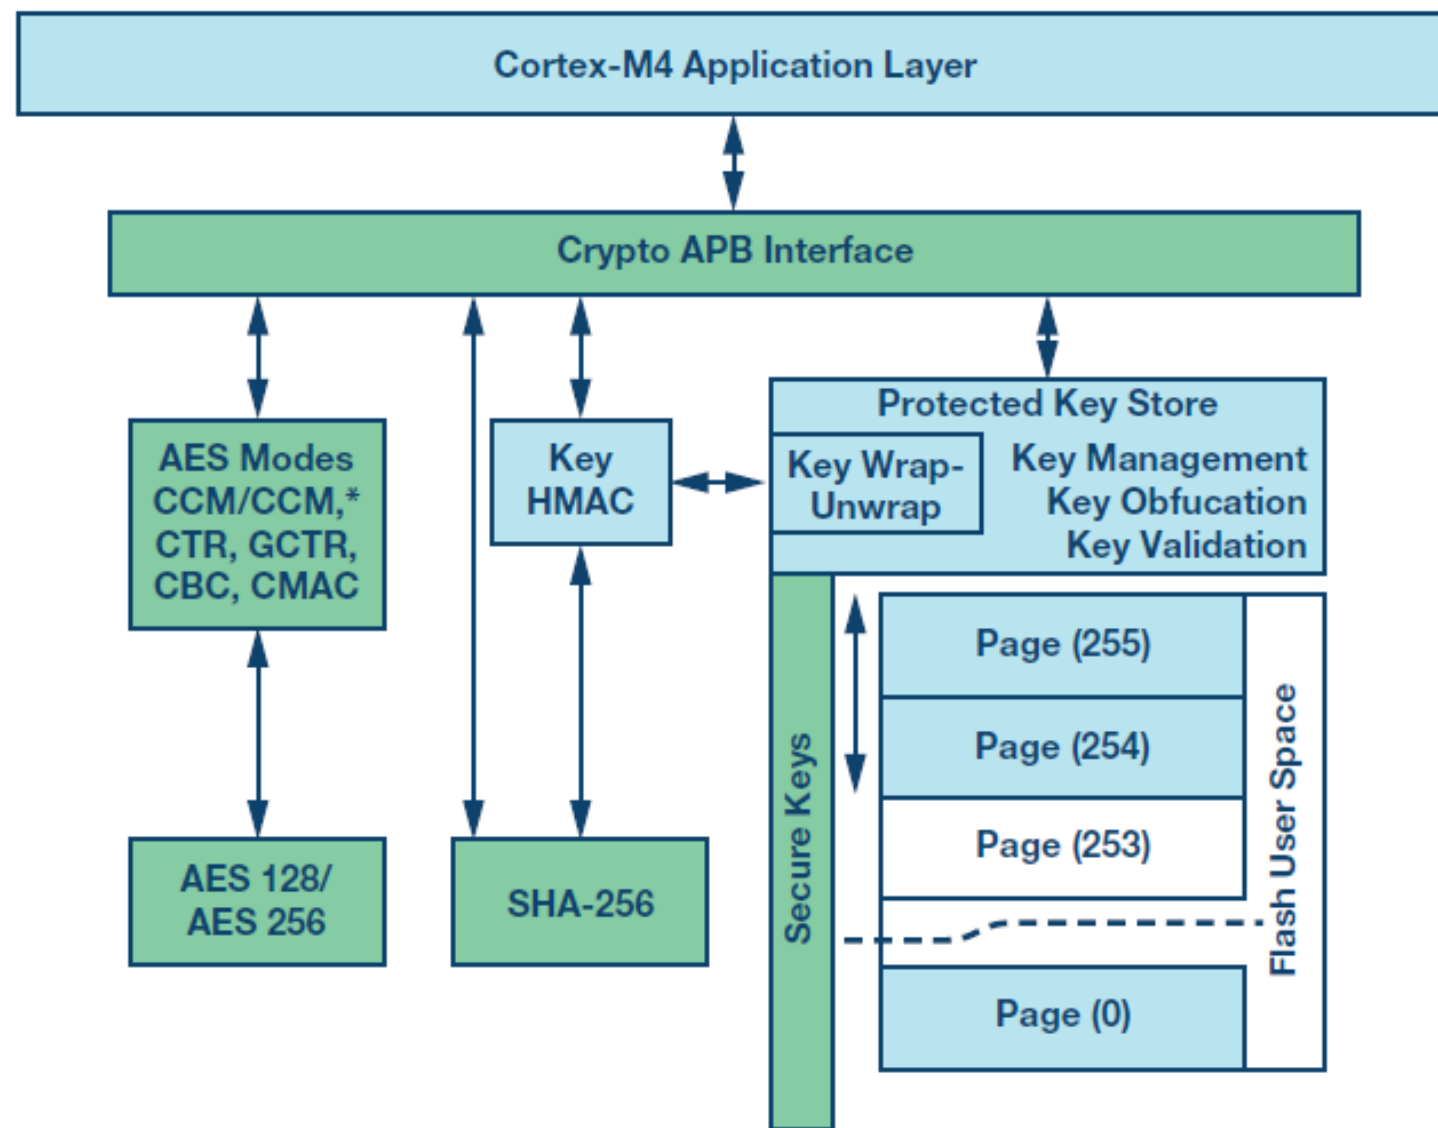 Cortex-M4 Application Layer
Crypto APB Interface
AES Modes
CCM/CCM,*
CTR, GCTR,
CBC, CMAC
Key
HMAC
Protected Key Store
Key Wrap-
Unwrap
Key Management
Key Obfucation
Key Validation
AES 128/
AES 256
SHA-256
Secure Keys
Page (255)
Page (254)
Page (253)
Page (0)
Flash User Space